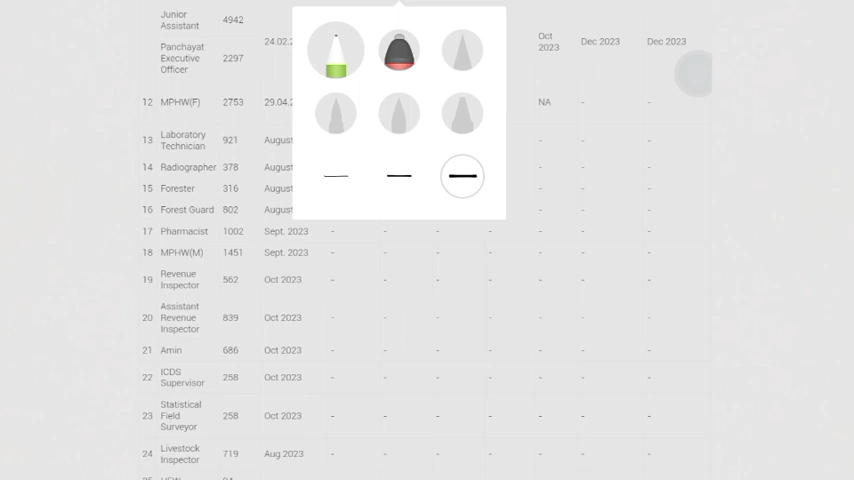 Junior Assistant 4942
Panchayat Executive Officer 2297 24.02.2 Oct 2023 Dec 2023 Dec 2023
12 MPHW(F) 2753 29.04.2 NA - -
13 Laboratory Technician 921 August - - -
14 Radiographer 378 August - - -
15 Forester 316 August - - -
16 Forest Guard 802 August - - -
17 Pharmacist 1002 Sept. 2023 - - - - - - -
18 MPHW(M) 1451 Sept. 2023 - - - - - - -
19 Revenue Inspector 562 Oct 2023 - - - - - - -
20 Assistant Revenue Inspector 839 Oct 2023 - - - - - - -
21 Amin 686 Oct 2023 - - - - - - -
22 ICDS Supervisor 258 Oct 2023 - - - - - - -
23 Statistical Field Surveyor 258 Oct 2023 - - - - - - -
24 Livestock Inspector 719 Aug 2023 - - - - - - -